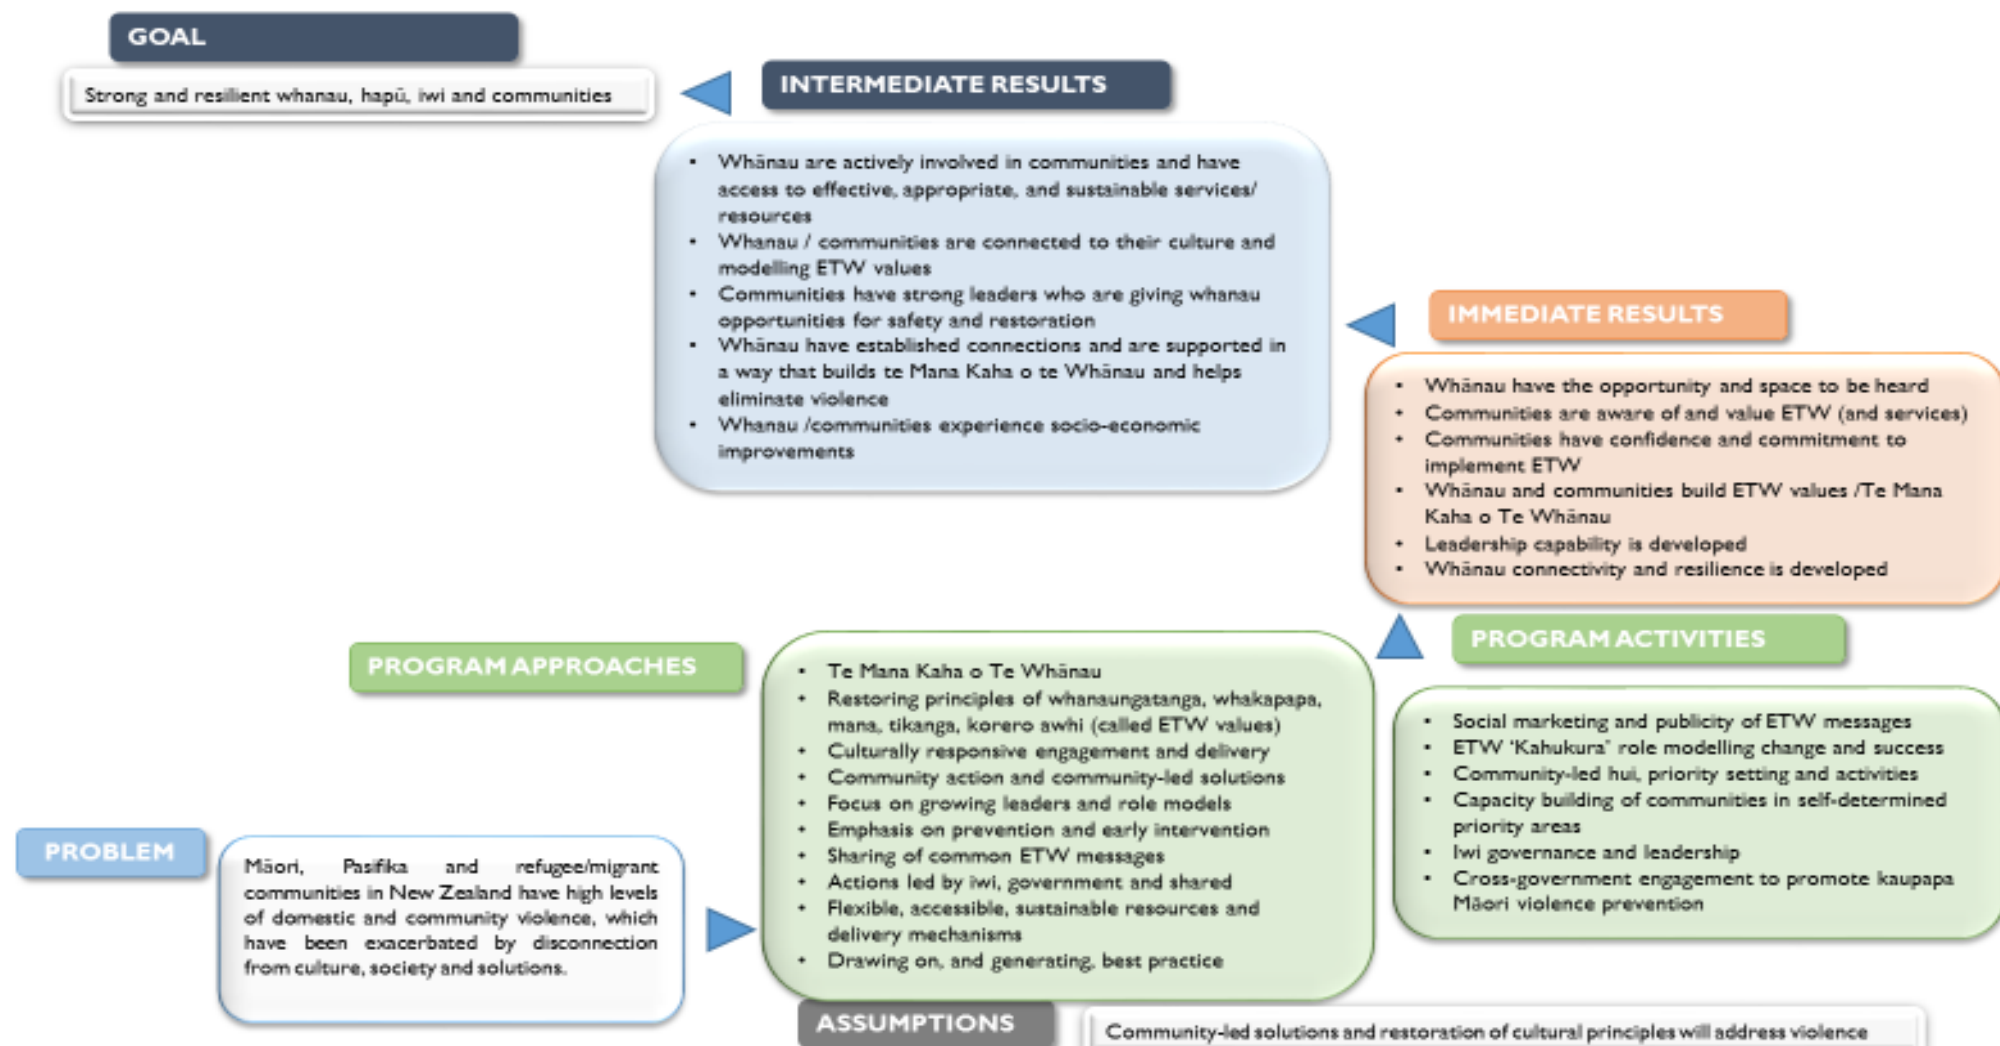 GOAL
Strong and resilient whanau, hapū, iwi and communities
INTERMEDIATE RESULTS
• Whānau are actively involved in communities and have
access to effective, appropriate, and sustainable services/
resources
• Whanau / communities are connected to their culture and
modelling ETW values
• Communities have strong leaders who are giving whanau
opportunities for safety and restoration
• Whānau have established connections and are supported in
a way that builds te Mana Kaha o te Whānau and helps
eliminate violence
• Whanau /communities experience socio-economic
improvements
IMMEDIATE RESULTS
• Whānau have the opportunity and space to be heard
• Communities are aware of and value ETW (and services)
• Communities have confidence and commitment to
implement ETW
• Whānau and communities build ETW values /Te Mana
Kaha o Te Whānau
• Leadership capability is developed
• Whānau connectivity and resilience is developed
PROGRAM APPROACHES
• Te Mana Kaha o Te Whānau
• Restoring principles of whanaungatanga, whakapapa,
mana, tikanga, korero awhi (called ETW values)
• Culturally responsive engagement and delivery
• Community action and community-led solutions
• Focus on growing leaders and role models
• Emphasis on prevention and early intervention
• Sharing of common ETW messages
• Actions led by iwi, government and shared
• Flexible, accessible, sustainable resources and
delivery mechanisms
• Drawing on, and generating, best practice
PROGRAM ACTIVITIES
• Social marketing and publicity of ETW messages
• ETW ‘Kahukura’ role modelling change and success
• Community-led hui, priority setting and activities
• Capacity building of communities in self-determined
priority areas
• Iwi governance and leadership
• Cross-government engagement to promote kaupapa
Māori violence prevention
PROBLEM
Māori, Pasifika and refugee/migrant
communities in New Zealand have high levels
of domestic and community violence, which
have been exacerbated by disconnection
from culture, society and solutions.
ASSUMPTIONS
Community-led solutions and restoration of cultural principles will address violence